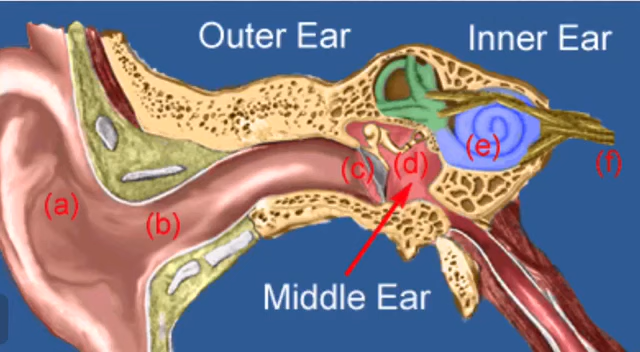 Outer Ear
Inner Ear
(a)
(b)
(c)
(d)
(e)
(f)
Middle Ear